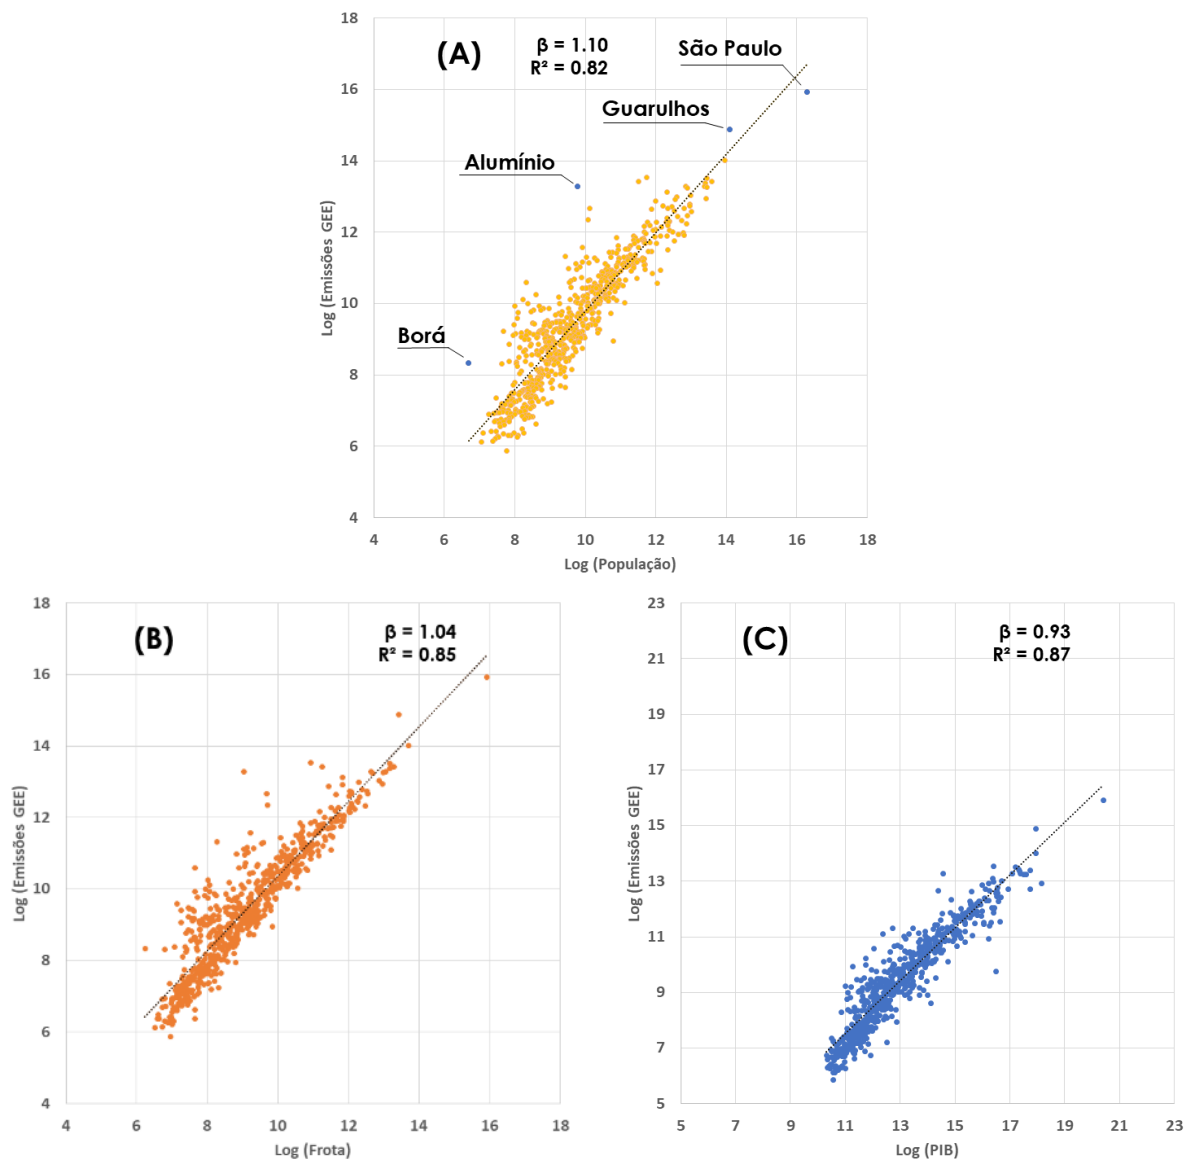 (A)
β = 1.10
R² = 0.82
São Paulo
Guarulhos
Alumínio
Borá
Log (Emissões GEE)
18
16
14
12
10
8
6
4
4 6 8 10 12 14 16 18
Log (População)
(B)
β = 1.04
R² = 0.85
Log (Emissões GEE)
18
16
14
12
10
8
6
4
4 6 8 10 12 14 16 18
Log (Frota)
(C)
β = 0.93
R² = 0.87
Log (Emissões GEE)
23
21
19
17
15
13
11
9
7
5
5 7 9 11 13 15 17 19 21 23
Log (PIB)